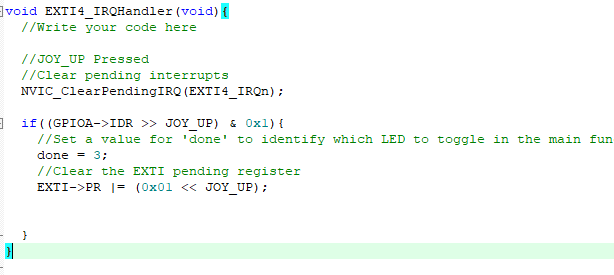 void EXTI4_IRQHandler(void){
//Write your code here
//JOY_UP Pressed
//Clear pending interrupts
NVIC_ClearPendingIRQ(EXTI4_IRQn);
if((GPIOA->IDR >> JOY_UP) & 0x1){
//Set a value for 'done' to identify which LED to toggle in the main fun
done = 3;
//Clear the EXTI pending register
EXTI->PR |= (0x01 << JOY_UP);
}
}